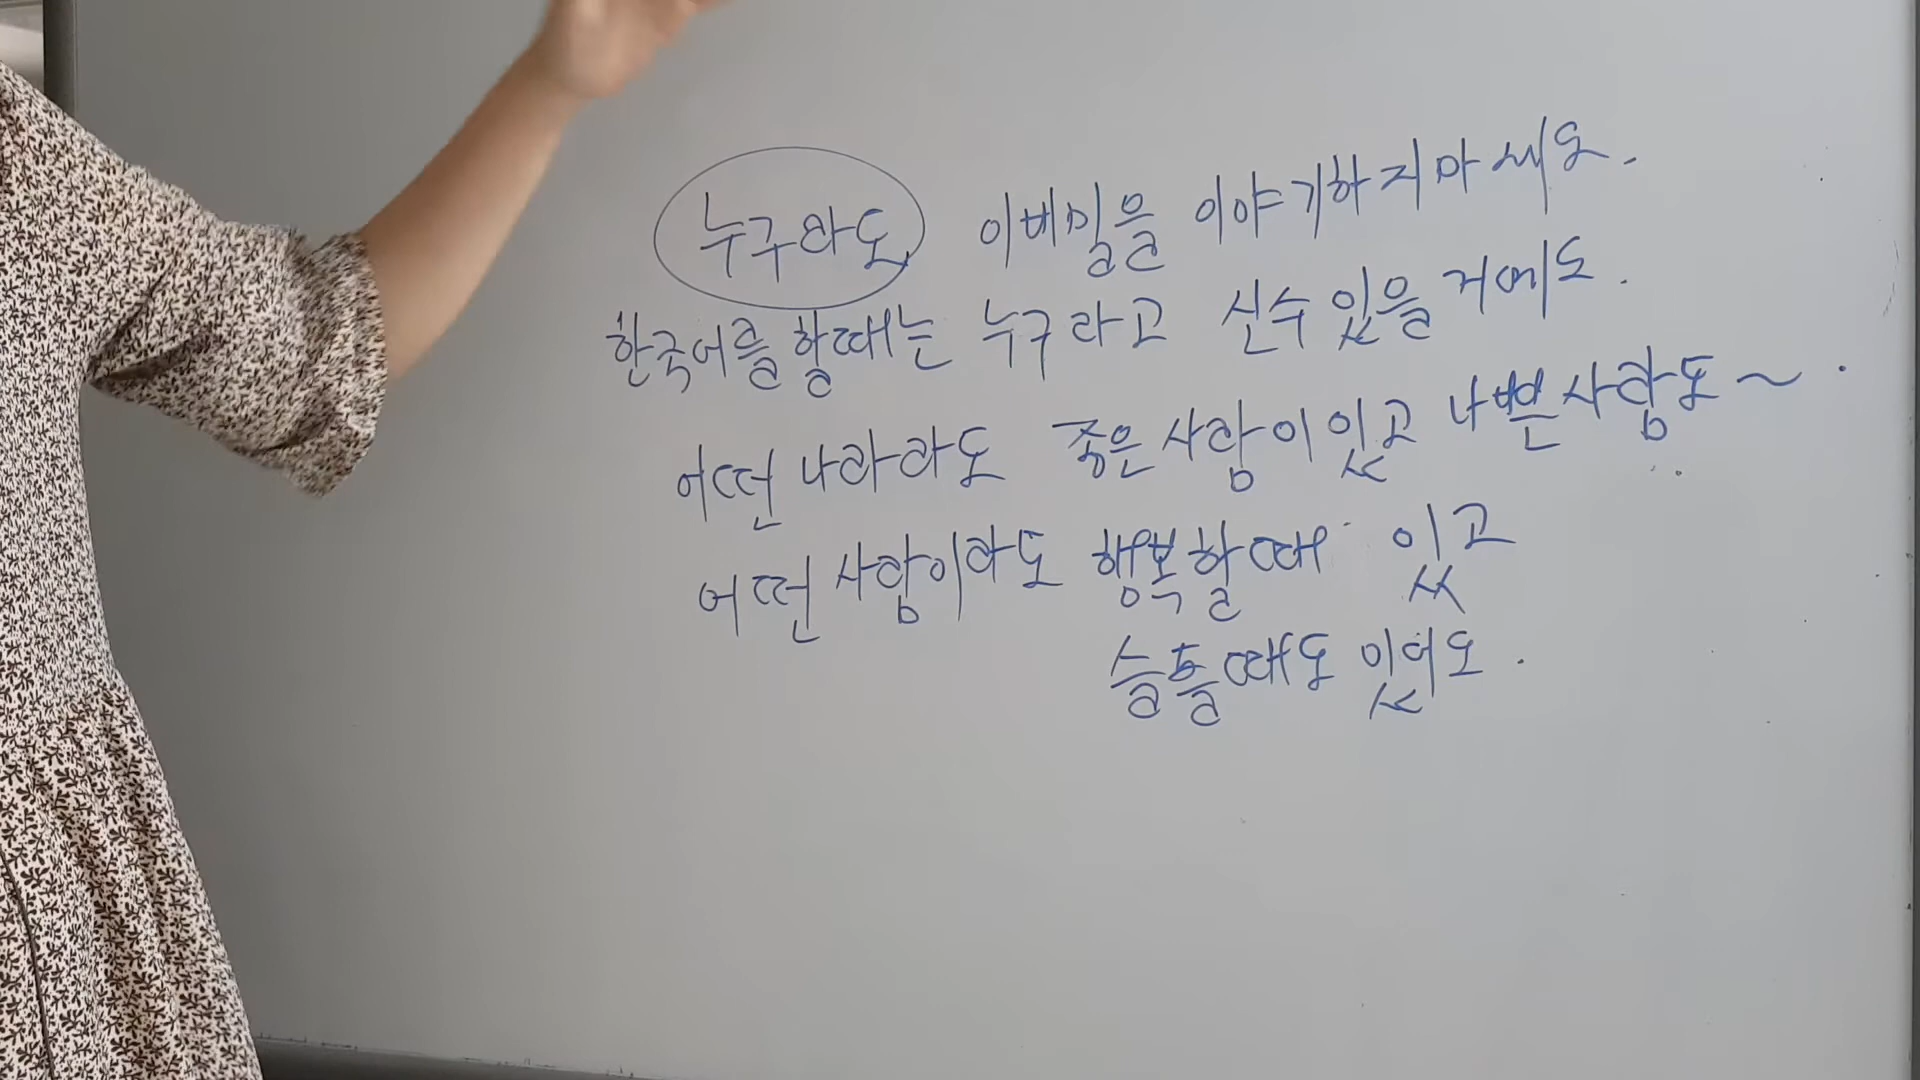 누구라도 이비밀을 이야기하지마세요.
한국어를 할때는 누구라고 실수있을거에요.
어떤나라라도 좋은사람이있고 나쁜사람도~.
어떤사람이라도 행복할때 있고
슬플때도있어요.